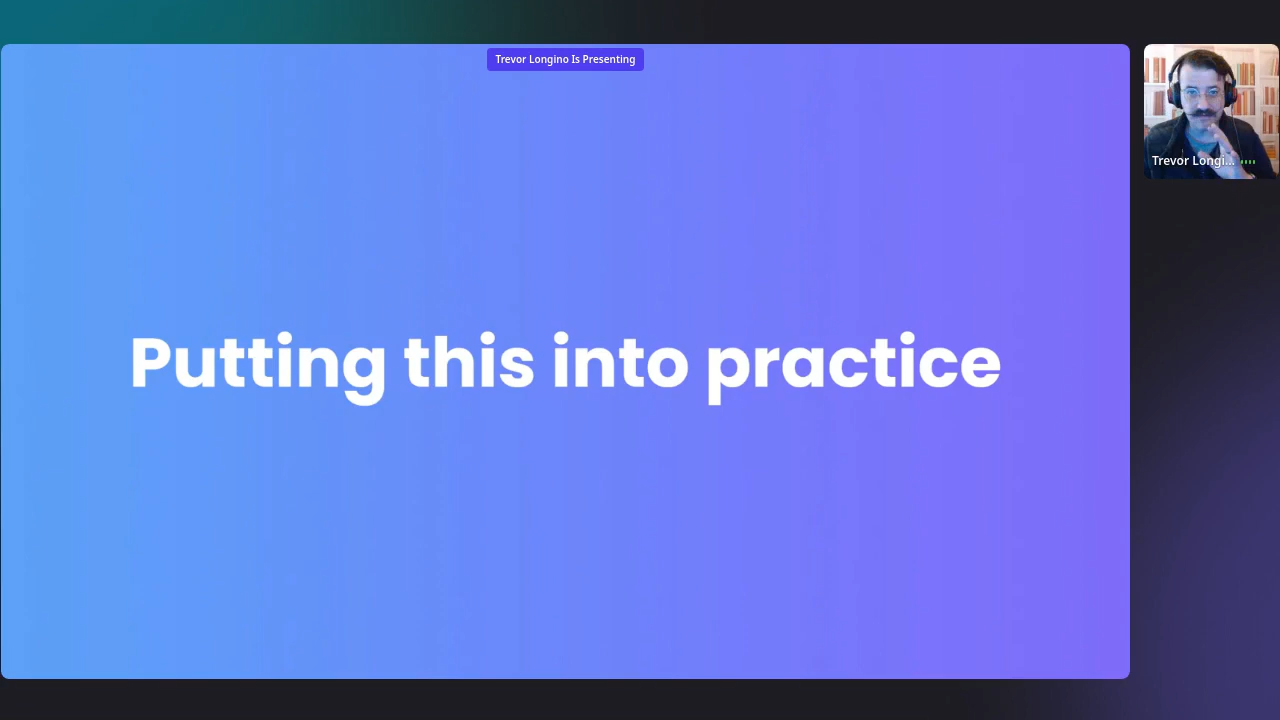 Trevor Longino Is Presenting
Trevor Longi...
Putting this into practice